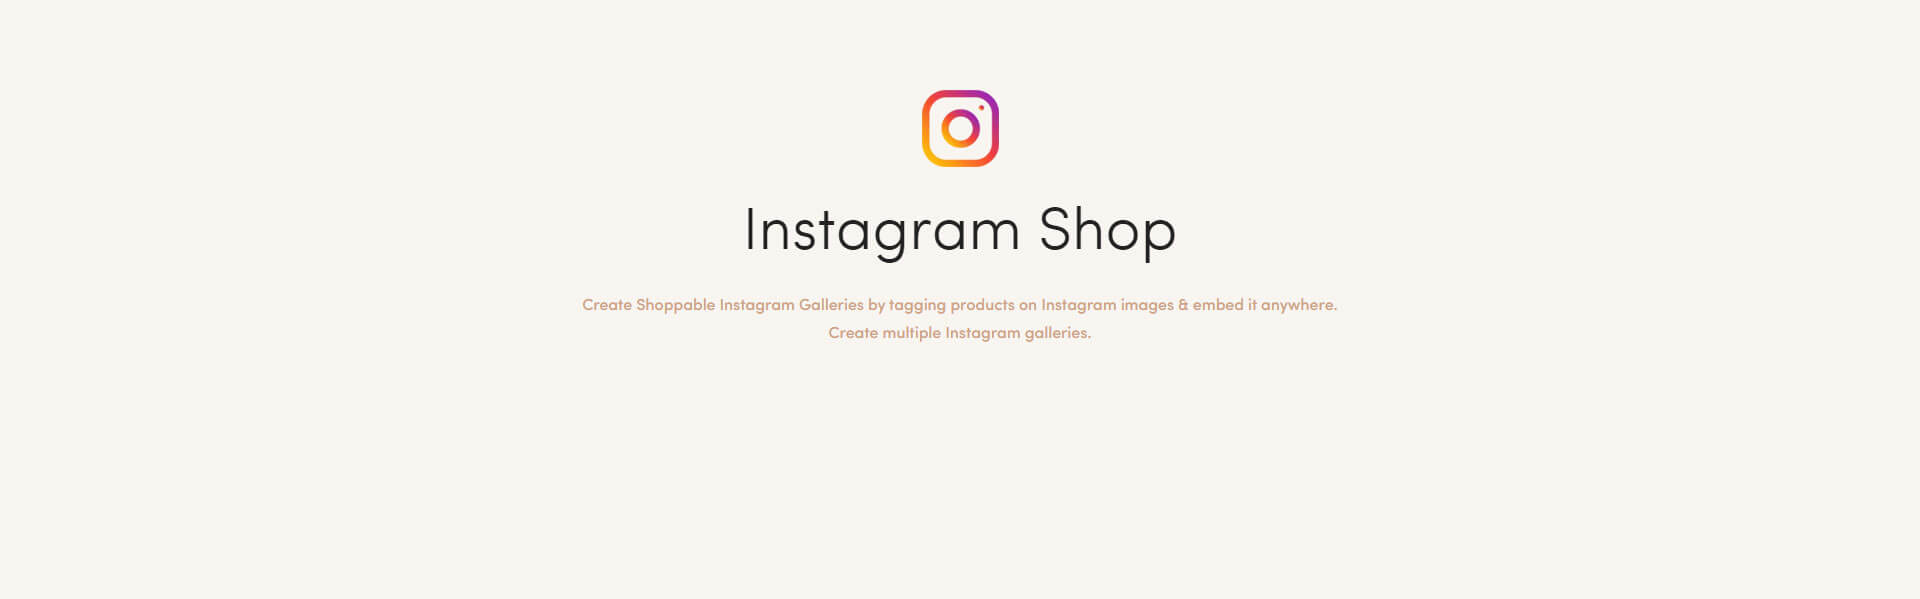 Instagram Shop
Create Shoppable Instagram Galleries by tagging products on Instagram images & embed it anywhere.
Create multiple Instagram galleries.